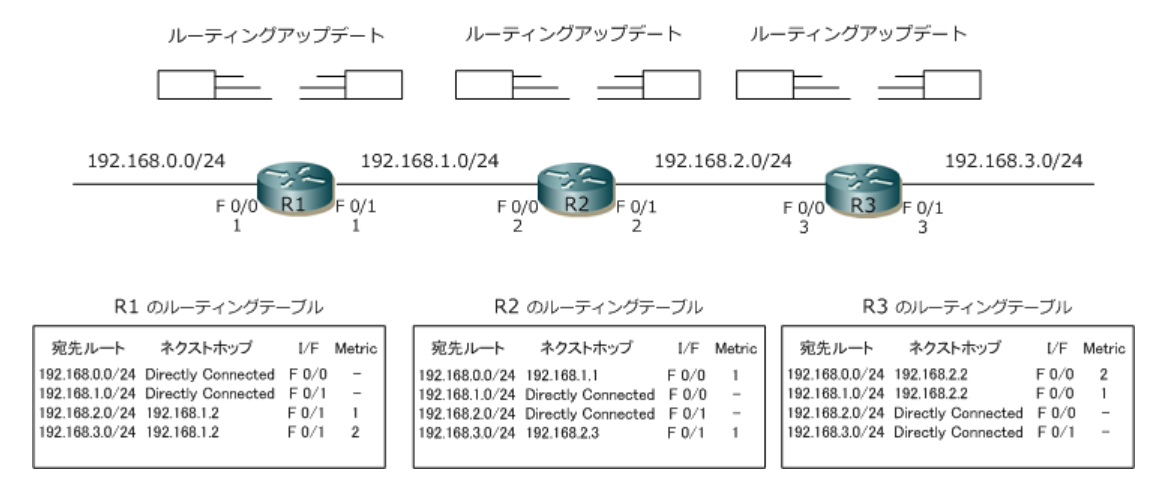 ルーティングアップデート ルーティングアップデート ルーティングアップデート
192.168.0.0/24 192.168.1.0/24 192.168.2.0/24 192.168.3.0/24
R1 R2 R3
F 0/0 F 0/1 F 0/0 F 0/1 F 0/0 F 0/1
1 1 2 2 3 3
R1 のルーティングテーブル
宛先ルート ネクストホップ I/F Metric
192.168.0.0/24 Directly Connected F 0/0 -
192.168.1.0/24 Directly Connected F 0/1 -
192.168.2.0/24 192.168.1.2 F 0/1 1
192.168.3.0/24 192.168.1.2 F 0/1 2
R2 のルーティングテーブル
宛先ルート ネクストホップ I/F Metric
192.168.0.0/24 192.168.1.1 F 0/0 1
192.168.1.0/24 Directly Connected F 0/0 -
192.168.2.0/24 Directly Connected F 0/1 -
192.168.3.0/24 192.168.2.3 F 0/1 1
R3 のルーティングテーブル
宛先ルート ネクストホップ I/F Metric
192.168.0.0/24 192.168.2.2 F 0/0 2
192.168.1.0/24 192.168.2.2 F 0/0 1
192.168.2.0/24 Directly Connected F 0/0 -
192.168.3.0/24 Directly Connected F 0/1 -